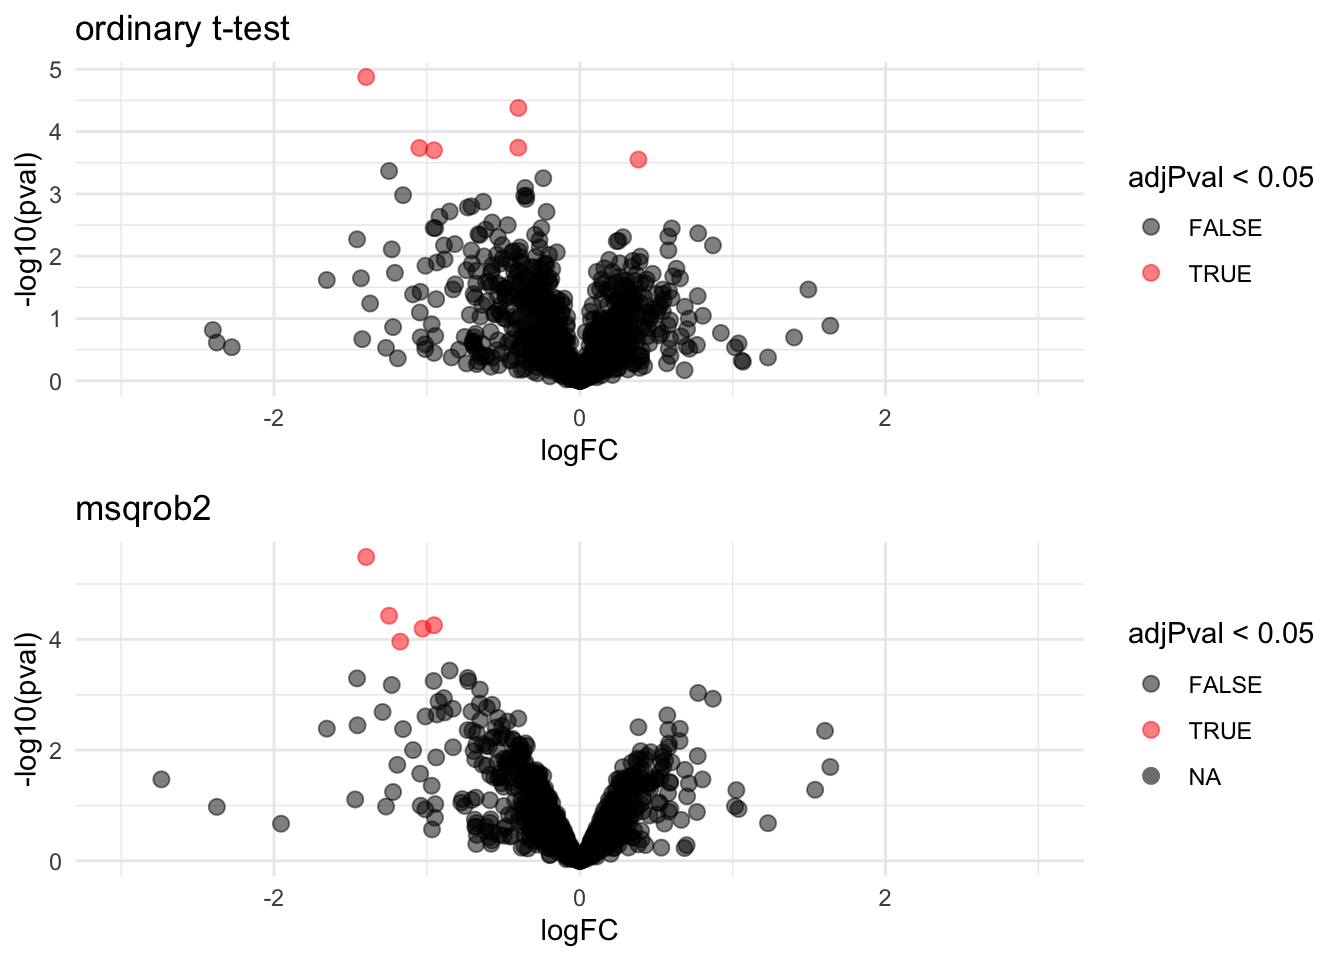 ordinary t-test
5
4
3
2
1
0
-log10(pval)
-2
0
2
logFC
adjPval < 0.05
FALSE
TRUE
msqrob2
4
2
0
-log10(pval)
-2
0
2
logFC
adjPval < 0.05
FALSE
TRUE
NA